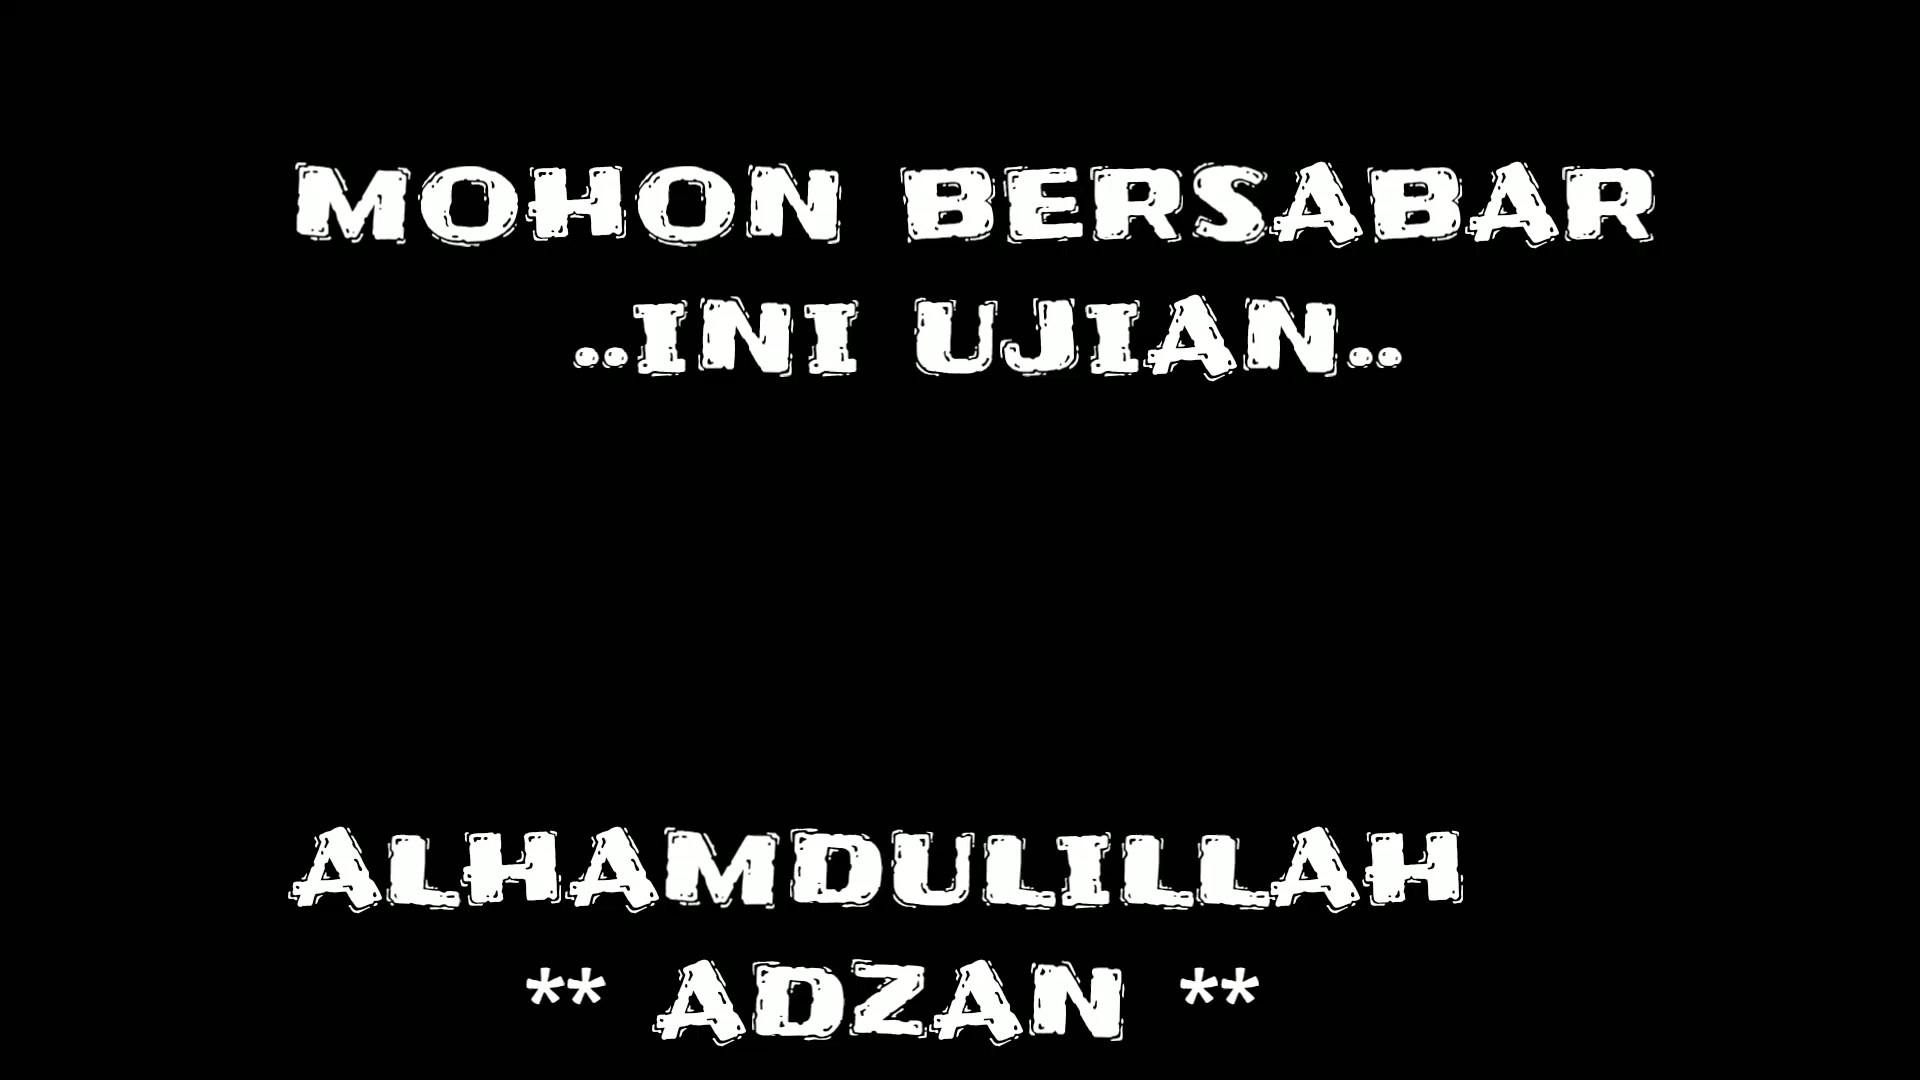 MOHON BERSABAR
..INI UJIAN..
ALHAMDULILLAH
** ADZAN **